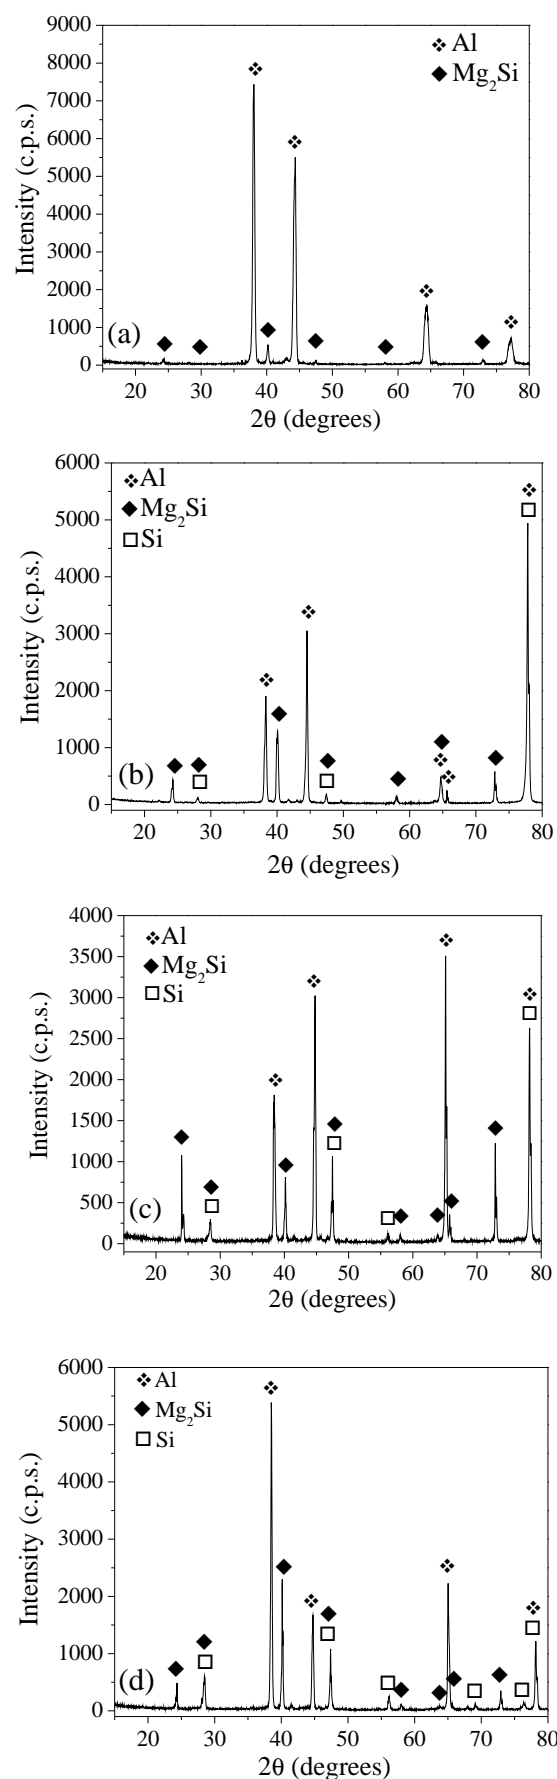 9000
8000
7000
6000
5000
4000
3000
2000
1000
0
Intensity (c.p.s.)
Al
Mg2Si
(a)
20 30 40 50 60 70 80
2θ (degrees)
6000
5000
4000
3000
2000
1000
0
Intensity (c.p.s.)
Al
Mg2Si
Si
(b)
20 30 40 50 60 70 80
2θ (degrees)
4000
3500
3000
2500
2000
1500
1000
500
0
Intensity (c.p.s.)
Al
Mg2Si
Si
(c)
20 30 40 50 60 70 80
2θ (degrees)
6000
5000
4000
3000
2000
1000
0
Intensity (c.p.s.)
Al
Mg2Si
Si
(d)
20 30 40 50 60 70 80
2θ (degrees)